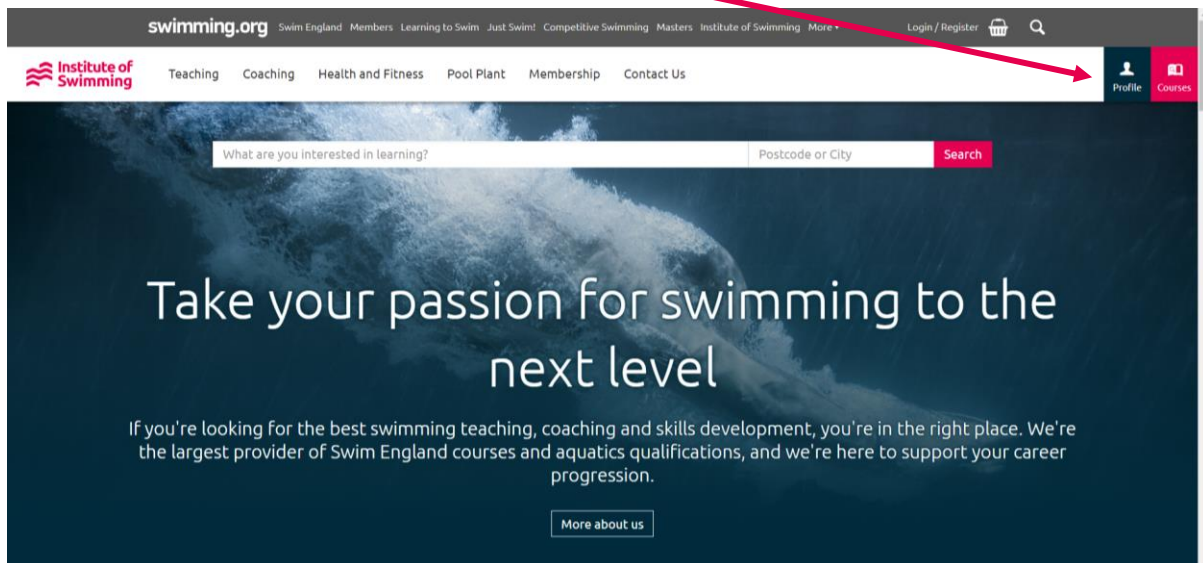 swimming.org Swim England Members Learning to Swim Just Swim! Competitive Swimming Masters Institute of Swimming More Login / Register
Institute of
Swimming
Teaching Coaching Health and Fitness Pool Plant Membership Contact Us
Profile Courses
What are you interested in learning? Postcode or City Search
Take your passion for swimming to the
next level
If you're looking for the best swimming teaching, coaching and skills development, you're in the right place. We're
the largest provider of Swim England courses and aquatics qualifications, and we're here to support your career
progression.
More about us